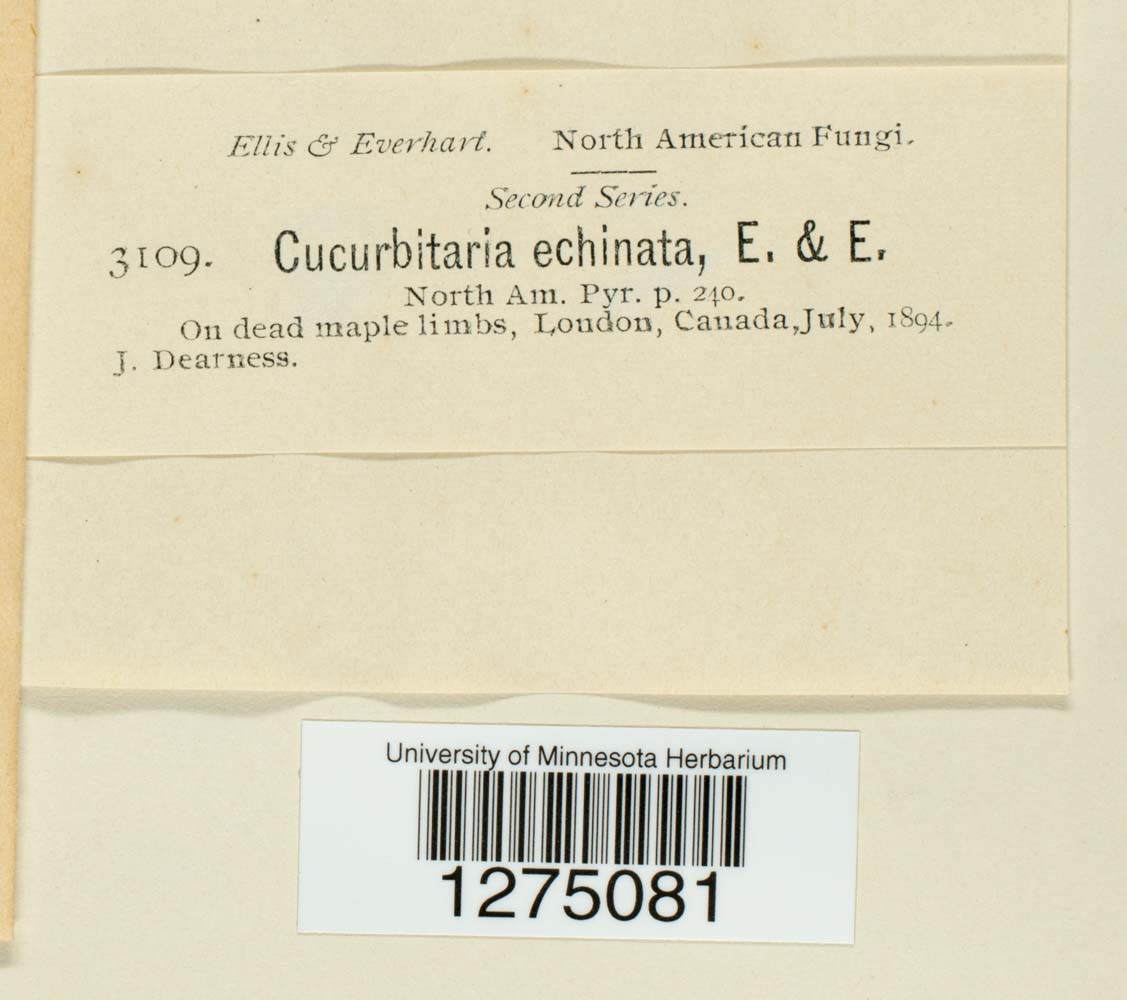 Ellis & Everhart. North American Fungi.
Second Series.
3109. Cucurbitaria echinata, E. & E.
North Am. Pyr. p. 240.
On dead maple limbs, London, Canada,July, 1894.
J. Dearness.
University of Minnesota Herbarium
1275081